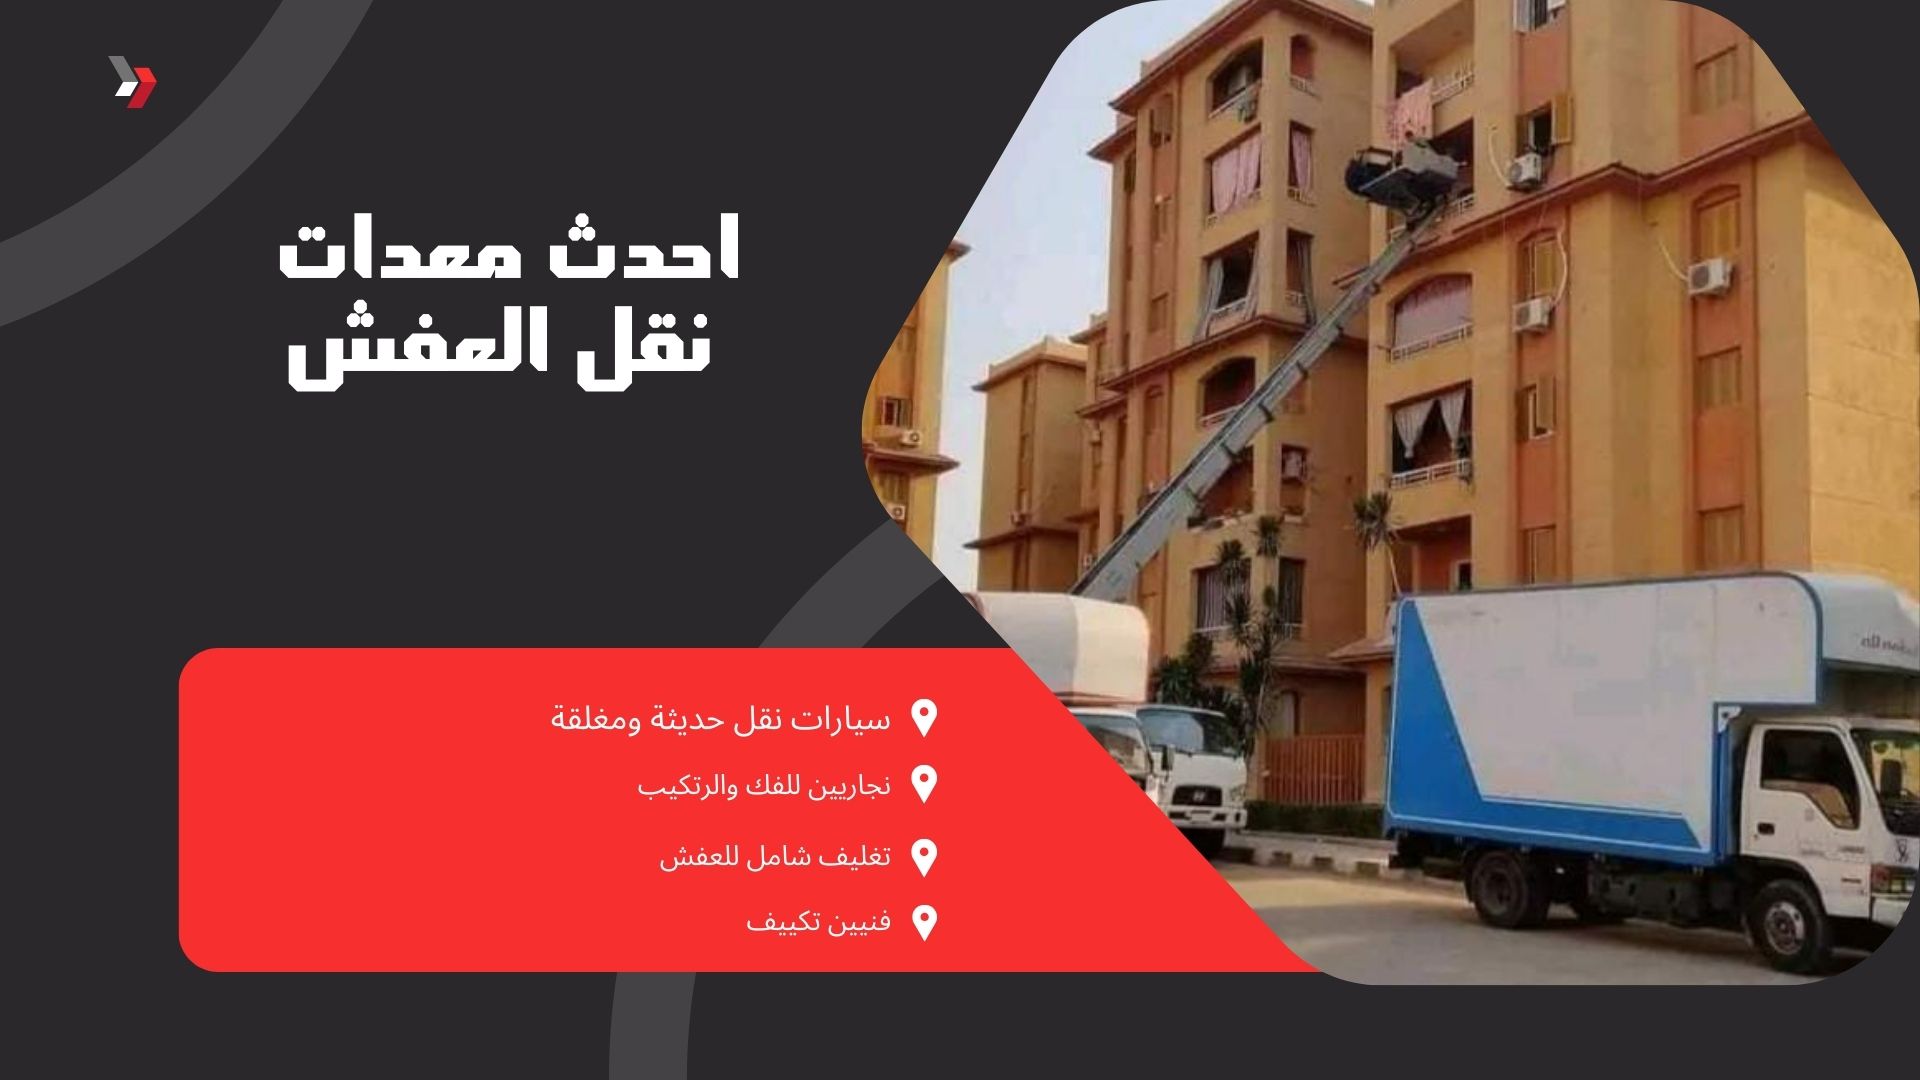 احدث معدات
نقل العفش
سيارات نقل حديثة ومغلقة
نجاريين للفك والرتكيب
تغليف شامل للعفش
فنيين تكييف